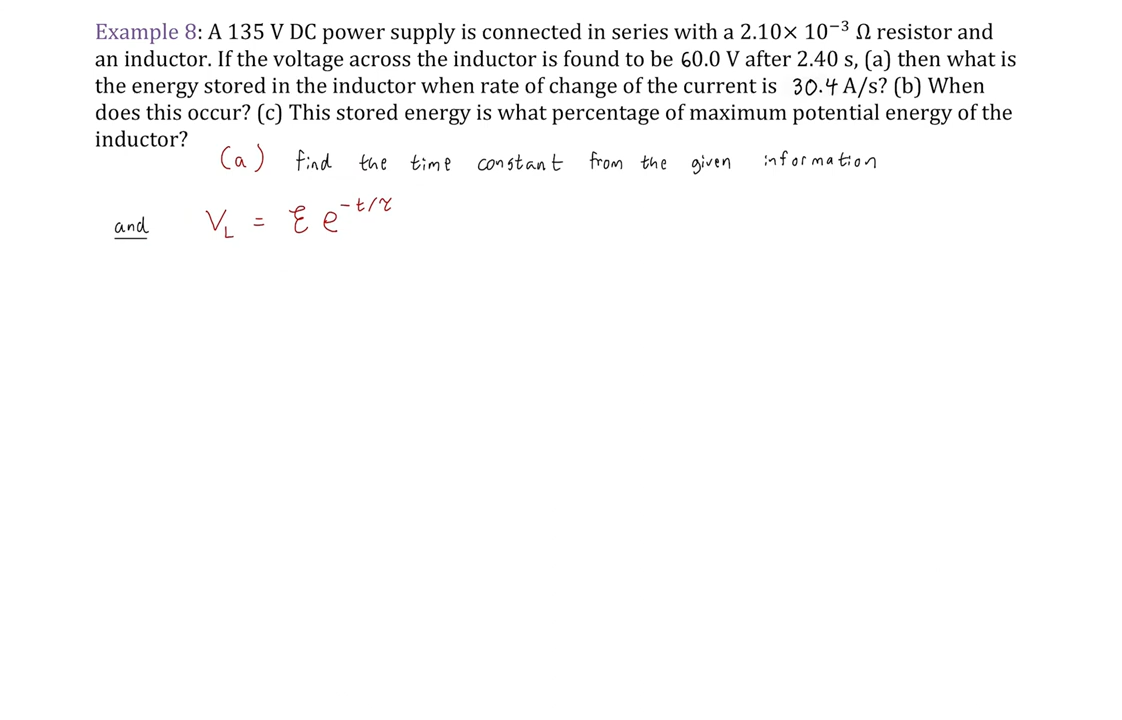 Example 8: A 135 V DC power supply is connected in series with a 2.10× 10⁻³ Ω resistor and
an inductor. If the voltage across the inductor is found to be 60.0 V after 2.40 s, (a) then what is
the energy stored in the inductor when rate of change of the current is 30.4 A/s? (b) When
does this occur? (c) This stored energy is what percentage of maximum potential energy of the
inductor?
(a) find the time constant from the given information
and V_L = ℰ e^{-t/τ}